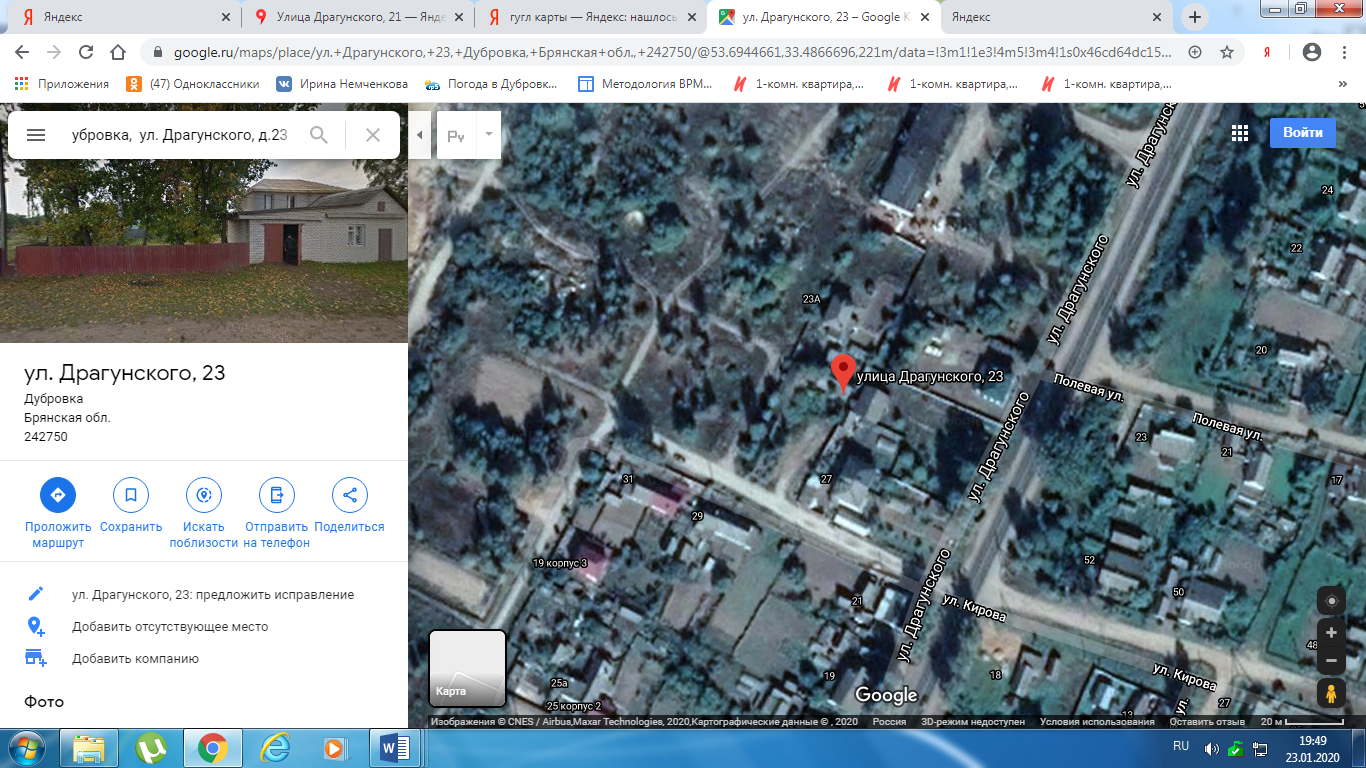 Яндекс
Улица Драгунского, 21 — Янде
гугл карты — Яндекс: нашлось
ул. Драгунского, 23 – Google К
Яндекс
google.ru/maps/place/ул.+Драгунского,+23,+Дубровка,+Брянская+обл.,+242750/@53.6944661,33.4866696,221m/data=!3m1!1e3!4m5!3m4!1s0x46cd64dc15...
Приложения
(47) Одноклассники
Ирина Немченкова
Погода в Дубровк...
Методология ВРМ...
1-комн. квартира,...
1-комн. квартира,...
1-комн. квартира,...
убровка, ул. Драгунского, д.23
Ру
Войти
ул. Драгунского, 23
Дубровка
Брянская обл.
242750
Проложить маршрут
Сохранить
Искать поблизости
Отправить на телефон
Поделиться
ул. Драгунского, 23: предложить исправление
Добавить отсутствующее место
Добавить компанию
Фото
ул. Драгунск
24
22
ул. Драгунского
23А
20
улица Драгунского, 23
Полевая ул.
ул. Драгунского
Полевая ул.
23
21
17
31
27
29
19 корпус 3
52
50
ул. Драгунского
21
ул. Кирова
48
19
18
ул. Кирова
25а
25 корпус 2
27
ул.
Карта
Google
Изображения © CNES / Airbus,Maxar Technologies, 2020,Картографические данные © , 2020
Россия
3D-режим недоступен
Условия использования
Оставить отзыв
20 м
RU
19:49
23.01.2020